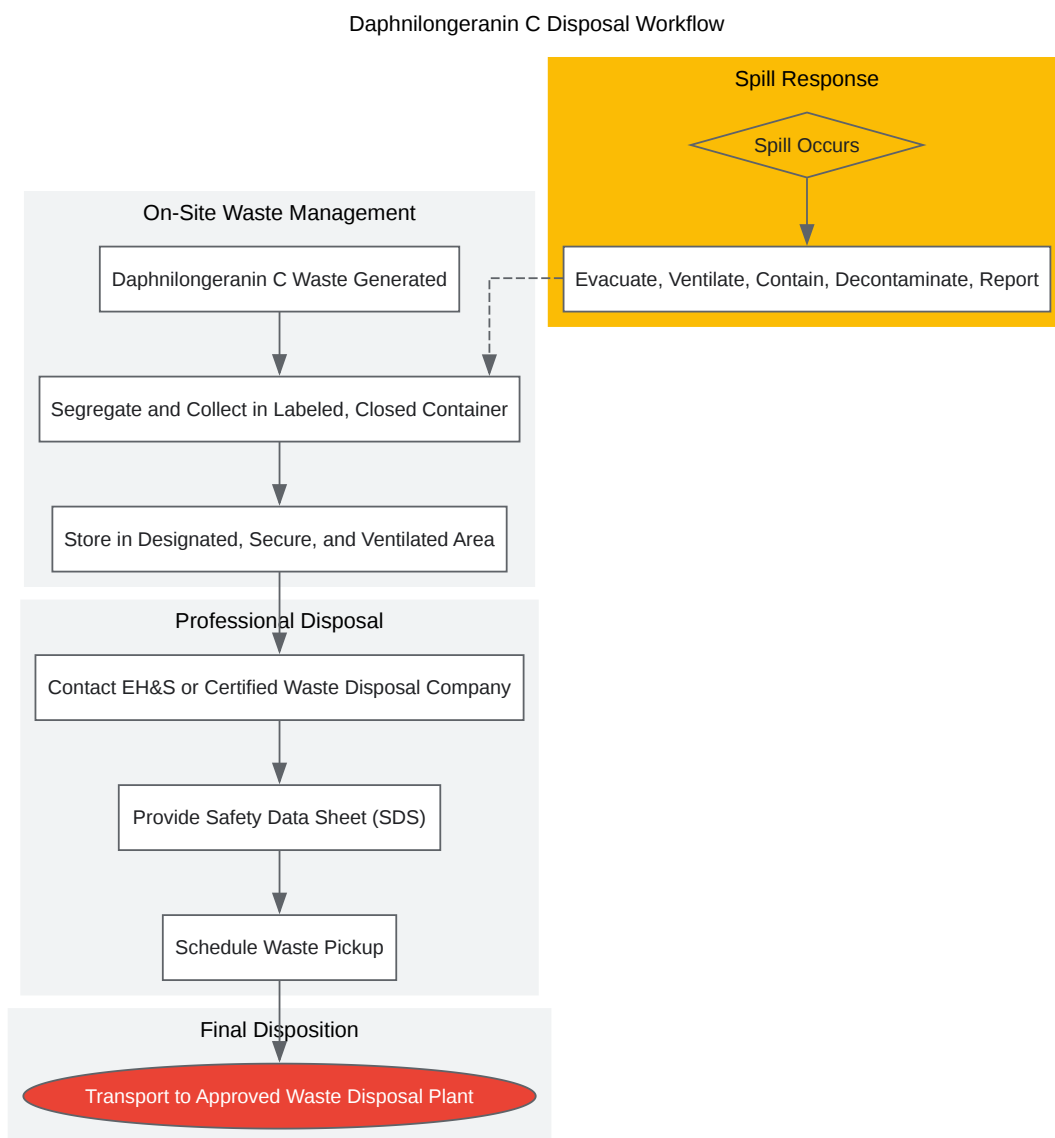 Daphnilongeranin C Disposal Workflow
Spill Response
Spill Occurs
Evacuate, Ventilate, Contain, Decontaminate, Report
On-Site Waste Management
Daphnilongeranin C Waste Generated
Segregate and Collect in Labeled, Closed Container
Store in Designated, Secure, and Ventilated Area
Professional Disposal
Contact EH&S or Certified Waste Disposal Company
Provide Safety Data Sheet (SDS)
Schedule Waste Pickup
Final Disposition
Transport to Approved Waste Disposal Plant